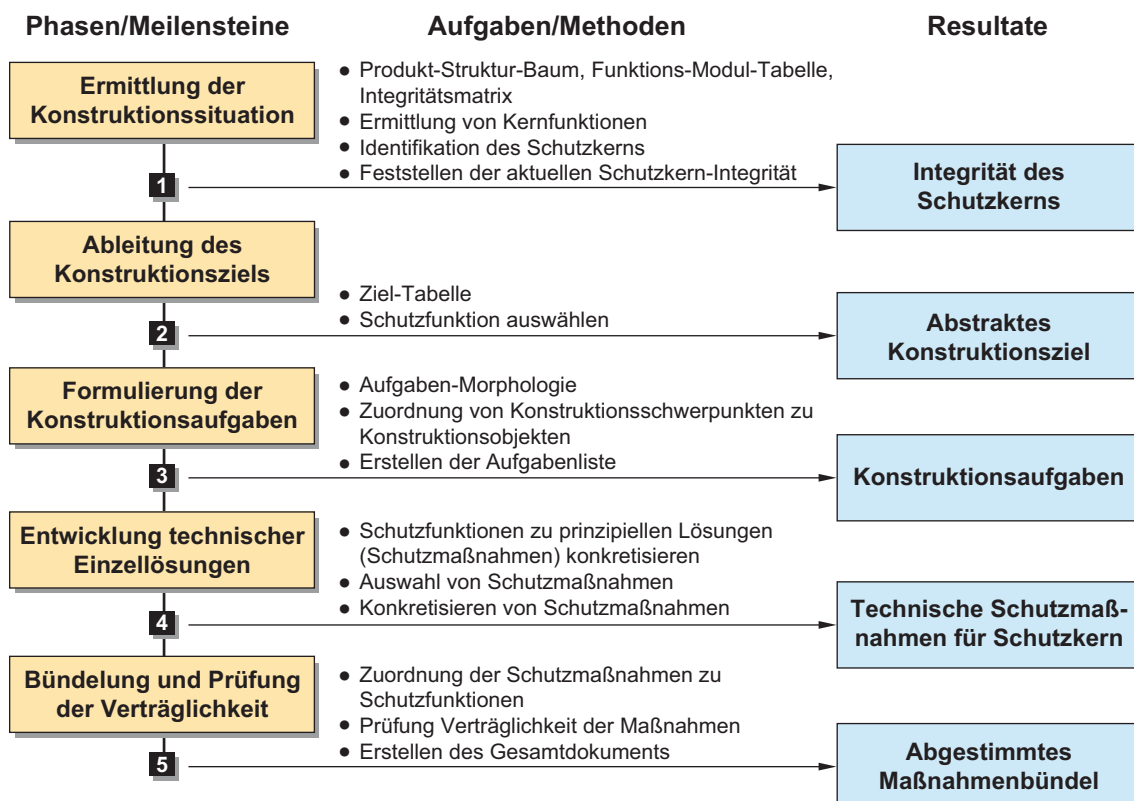 Phasen/Meilensteine
Aufgaben/Methoden
Resultate
Ermittlung der
Konstruktionssituation
● Produkt-Struktur-Baum, Funktions-Modul-Tabelle,
Integritätsmatrix
● Ermittlung von Kernfunktionen
● Identifikation des Schutzkerns
● Feststellen der aktuellen Schutzkern-Integrität
1
Integrität des
Schutzkerns
Ableitung des
Konstruktionsziels
● Ziel-Tabelle
● Schutzfunktion auswählen
2
Abstraktes
Konstruktionsziel
Formulierung der
Konstruktionsaufgaben
● Aufgaben-Morphologie
● Zuordnung von Konstruktionsschwerpunkten zu
Konstruktionsobjekten
● Erstellen der Aufgabenliste
3
Konstruktionsaufgaben
Entwicklung technischer
Einzellösungen
● Schutzfunktionen zu prinzipiellen Lösungen
(Schutzmaßnahmen) konkretisieren
● Auswahl von Schutzmaßnahmen
● Konkretisieren von Schutzmaßnahmen
4
Technische Schutzmaß-
nahmen für Schutzkern
Bündelung und Prüfung
der Verträglichkeit
● Zuordnung der Schutzmaßnahmen zu
Schutzfunktionen
● Prüfung Verträglichkeit der Maßnahmen
● Erstellen des Gesamtdokuments
5
Abgestimmtes
Maßnahmenbündel